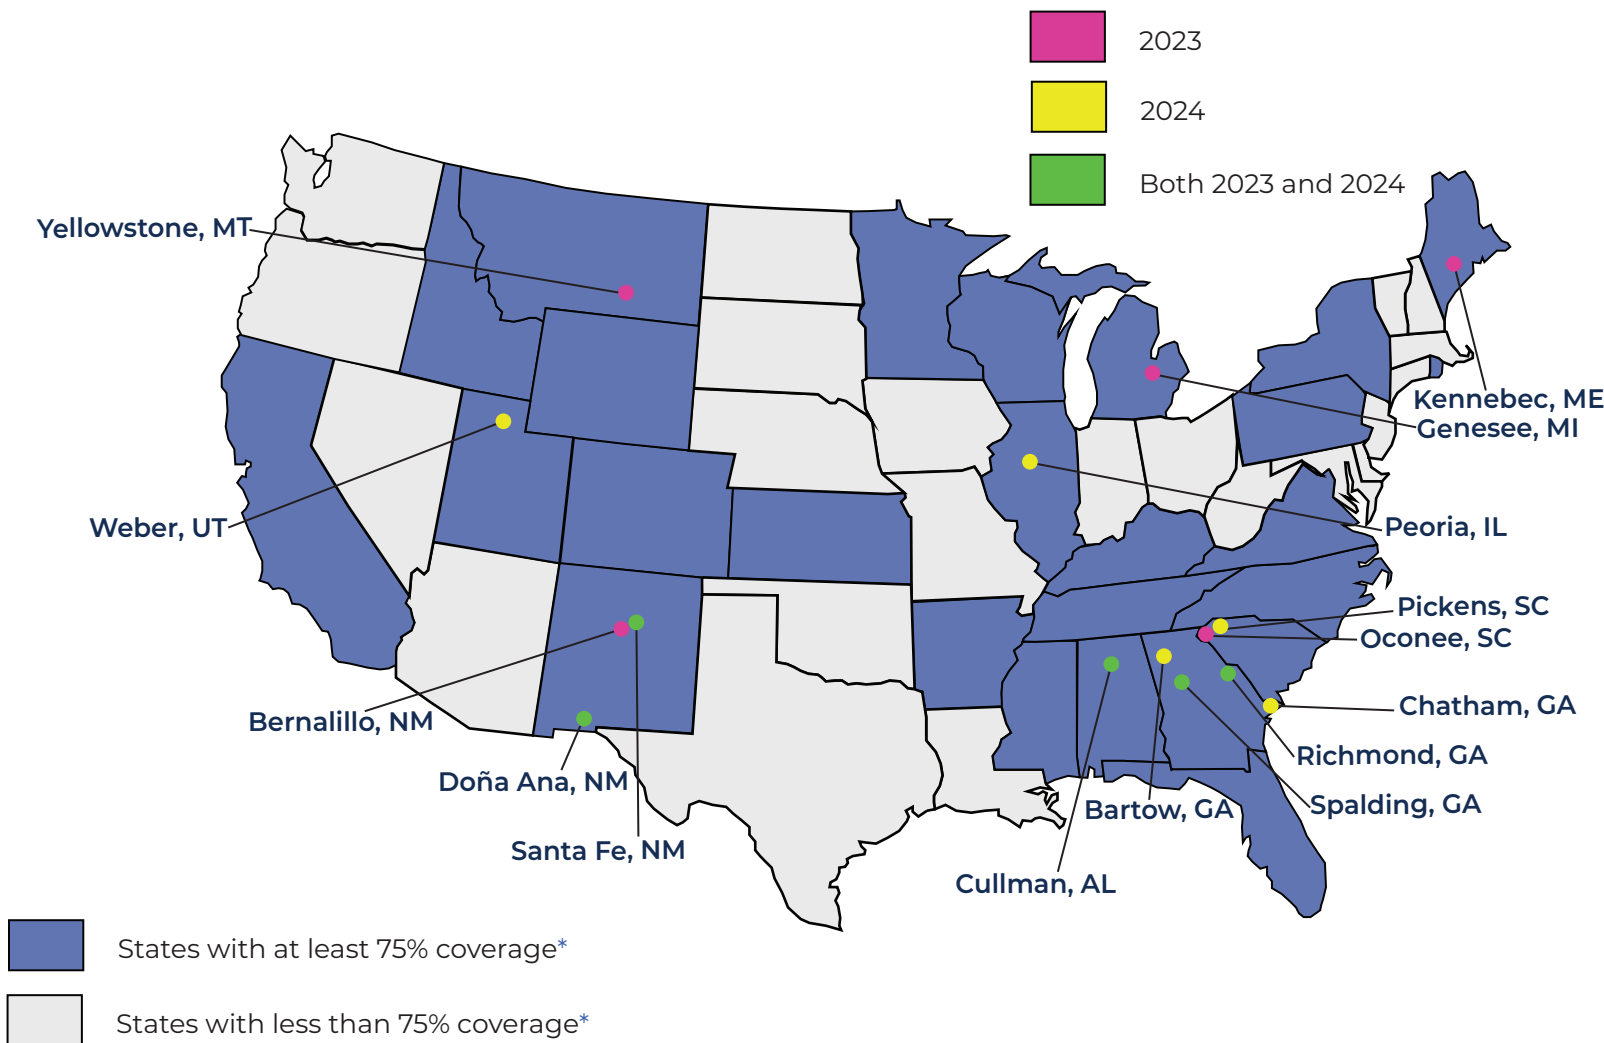 2023
2024
Both 2023 and 2024
Yellowstone, MT
Kennebec, ME
Genesee, MI
Weber, UT
Peoria, IL
Pickens, SC
Oconee, SC
Bernalillo, NM
Chatham, GA
Richmond, GA
Doña Ana, NM
Bartow, GA
Spalding, GA
Santa Fe, NM
Cullman, AL
States with at least 75% coverage*
States with less than 75% coverage*